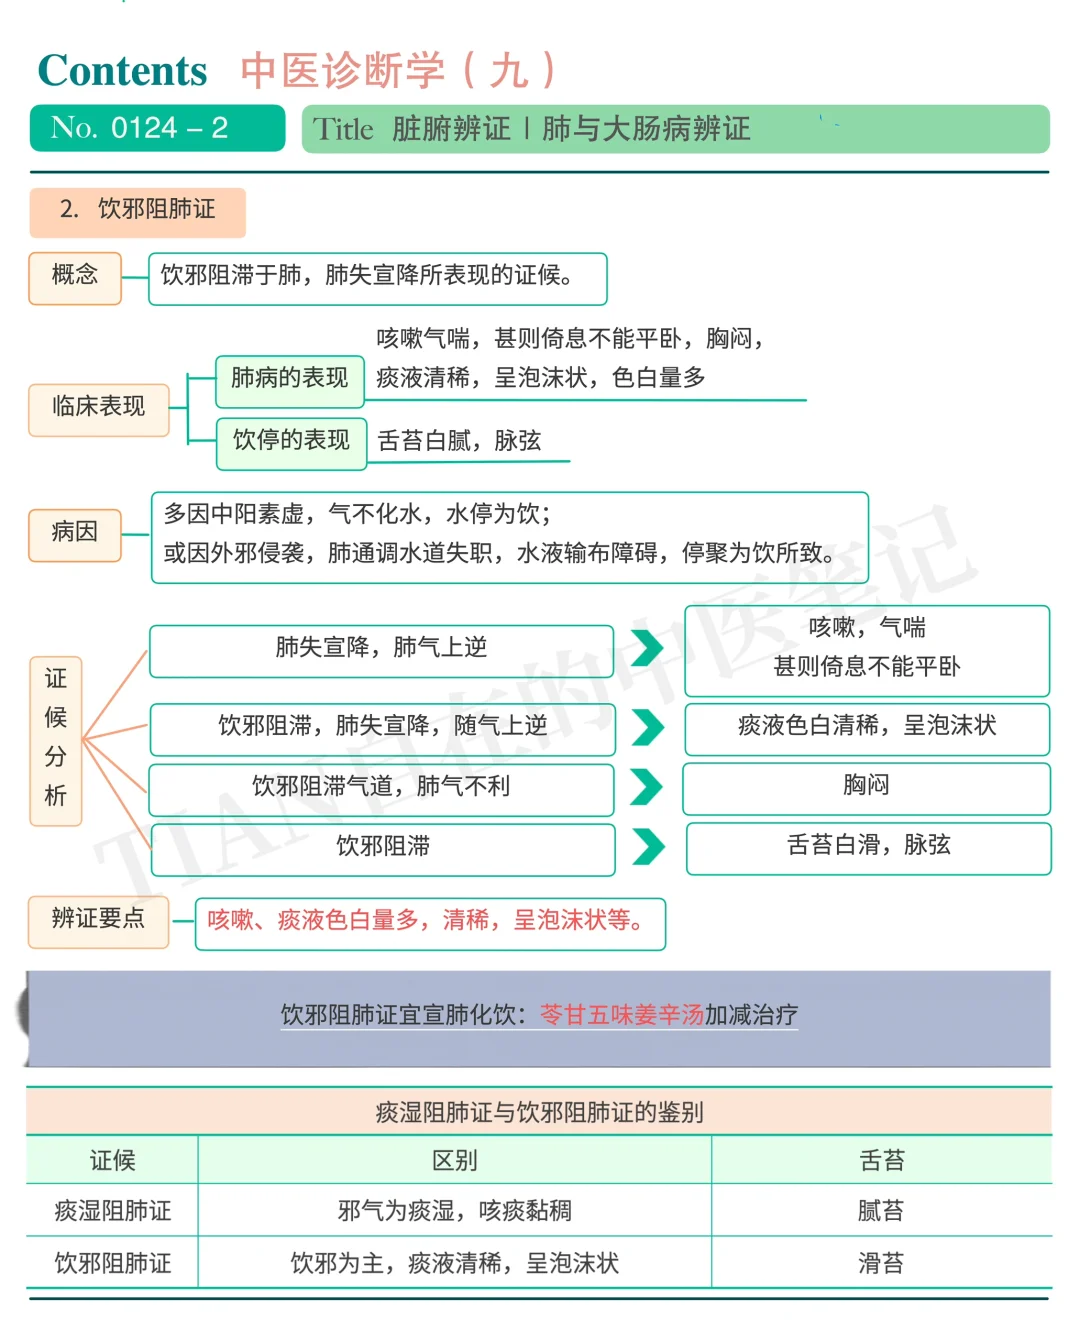 Contents 中医诊断学（九）
No. 0124 – 2
Title 脏腑辨证 | 肺与大肠病辨证
2. 饮邪阻肺证
概念
饮邪阻滞于肺，肺失宣降所表现的证候。
临床表现
肺病的表现
咳嗽气喘，甚则倚息不能平卧，胸闷，
痰液清稀，呈泡沫状，色白量多
饮停的表现
舌苔白腻，脉弦
病因
多因中阳素虚，气不化水，水停为饮；
或因外邪侵袭，肺通调水道失职，水液输布障碍，停聚为饮所致。
证候分析
肺失宣降，肺气上逆
咳嗽，气喘
甚则倚息不能平卧
饮邪阻滞，肺失宣降，随气上逆
痰液色白清稀，呈泡沫状
饮邪阻滞气道，肺气不利
胸闷
饮邪阻滞
舌苔白滑，脉弦
辨证要点
咳嗽、痰液色白量多，清稀，呈泡沫状等。
饮邪阻肺证宜宣肺化饮：苓甘五味姜辛汤加减治疗
痰湿阻肺证与饮邪阻肺证的鉴别
证候 区别 舌苔
痰湿阻肺证 邪气为痰湿，咳痰黏稠 腻苔
饮邪阻肺证 饮邪为主，痰液清稀，呈泡沫状 滑苔
TIAN自在的中医笔记